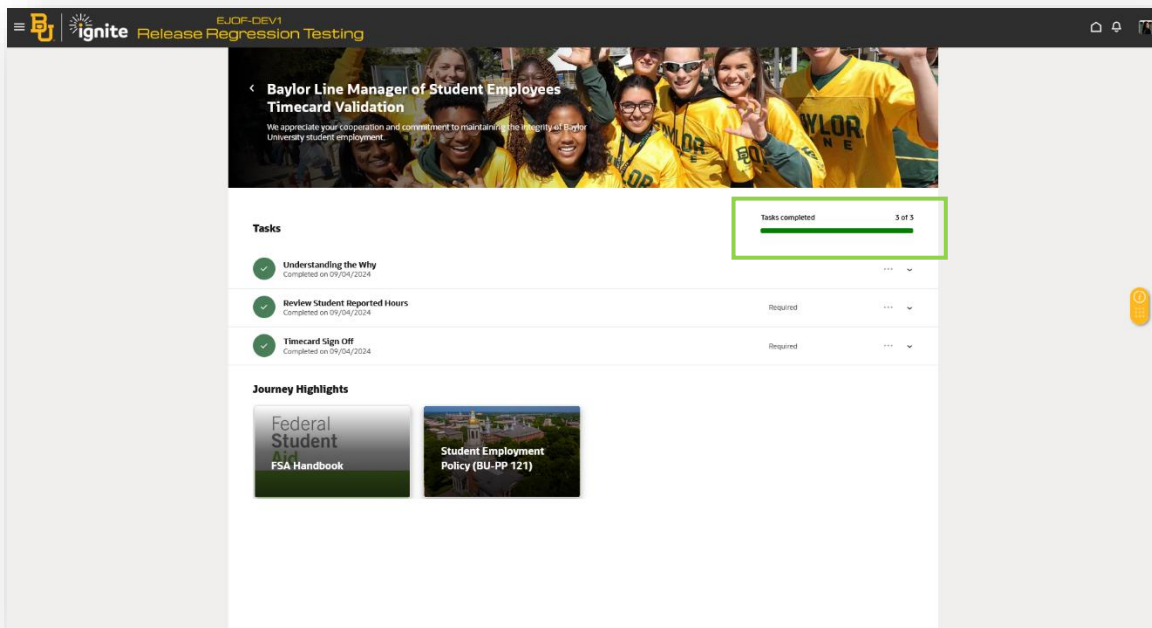 BU ignite
EJOF-DEV1
Release Regression Testing
Baylor Line Manager of Student Employees
Timecard Validation
We appreciate your cooperation and commitment to maintaining the integrity of Baylor
University student employment.
Tasks
Tasks completed 3 of 3
Understanding the Why
Completed on 09/04/2024
Review Student Reported Hours
Completed on 09/04/2024
Required
Timecard Sign Off
Completed on 09/04/2024
Required
Journey Highlights
Federal
Student
Aid
FSA Handbook
Student Employment
Policy (BU-PP 121)